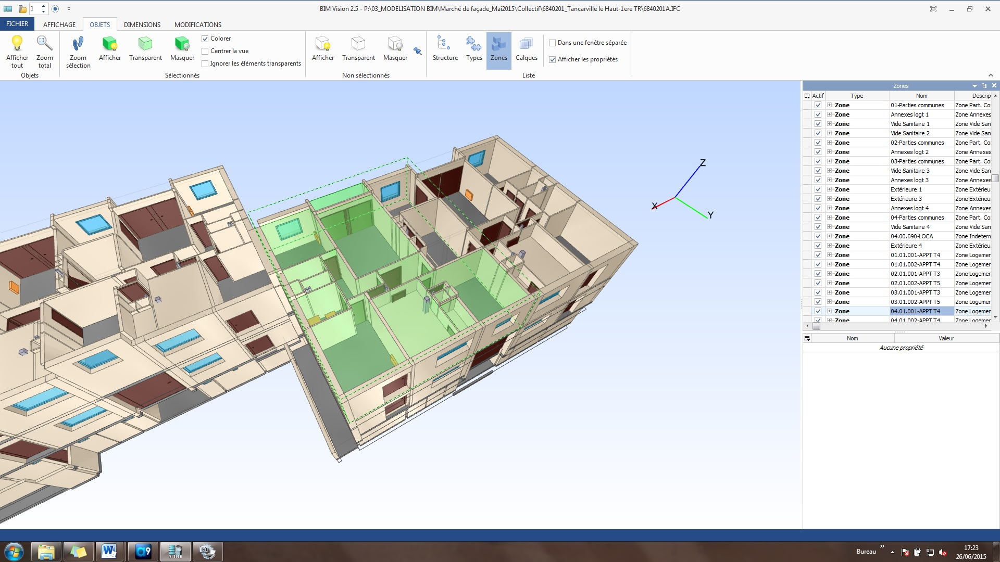 1
BIM Vision 2.5 - P:\03_MODELISATION BIM\Marché de façade_Mai2015\Collectif\6840201_Tancarville le Haut-1ere TR\6840201A.IFC
FICHIER AFFICHAGE OBJETS DIMENSIONS MODIFICATIONS
Afficher tout
Zoom total
Objets
Zoom sélection
Afficher
Transparent
Masquer
Colorer
Centrer la vue
Ignorer les éléments transparents
Sélectionnés
Afficher
Transparent
Masquer
Non sélectionnés
Structure
Types
Zones
Calques
Dans une fenêtre séparée
Afficher les propriétés
Liste
Z
X
Y
Zones
Actif Type Nom Descrip
Zone 01-Parties communes Zone Part. Co
Zone Annexes logt 1 Zone Annexes
Zone Vide Sanitaire 1 Zone Vide San
Zone Vide Sanitaire 2 Zone Vide San
Zone 02-Parties communes Zone Part. Co
Zone Annexes logt 2 Zone Annexes
Zone 03-Parties communes Zone Part. Co
Zone Vide Sanitaire 3 Zone Vide San
Zone Annexes logt 3 Zone Annexes
Zone Extérieure 1 Zone Extérieu
Zone Extérieure 3 Zone Extérieu
Zone Annexes logt 4 Zone Annexes
Zone 04-Parties communes Zone Part. Co
Zone Vide Sanitaire 4 Zone Vide San
Zone 04.00.090-LOCA Zone Indeterm
Zone Extérieure 4 Zone Extérieu
Zone 01.01.001-APPT T4 Zone Logemer
Zone 01.01.002-APPT T4 Zone Logemer
Zone 02.01.001-APPT T3 Zone Logemer
Zone 02.01.002-APPT T5 Zone Logemer
Zone 03.01.001-APPT T3 Zone Logemer
Zone 03.01.002-APPT T5 Zone Logemer
Zone 04.01.001-APPT T4 Zone Logemer
Zone 04.01.002-APPT T4 Zone Logemer
Nom Valeur
Aucune propriété
W
a9
VISION
Bureau »
17:23
26/06/2015